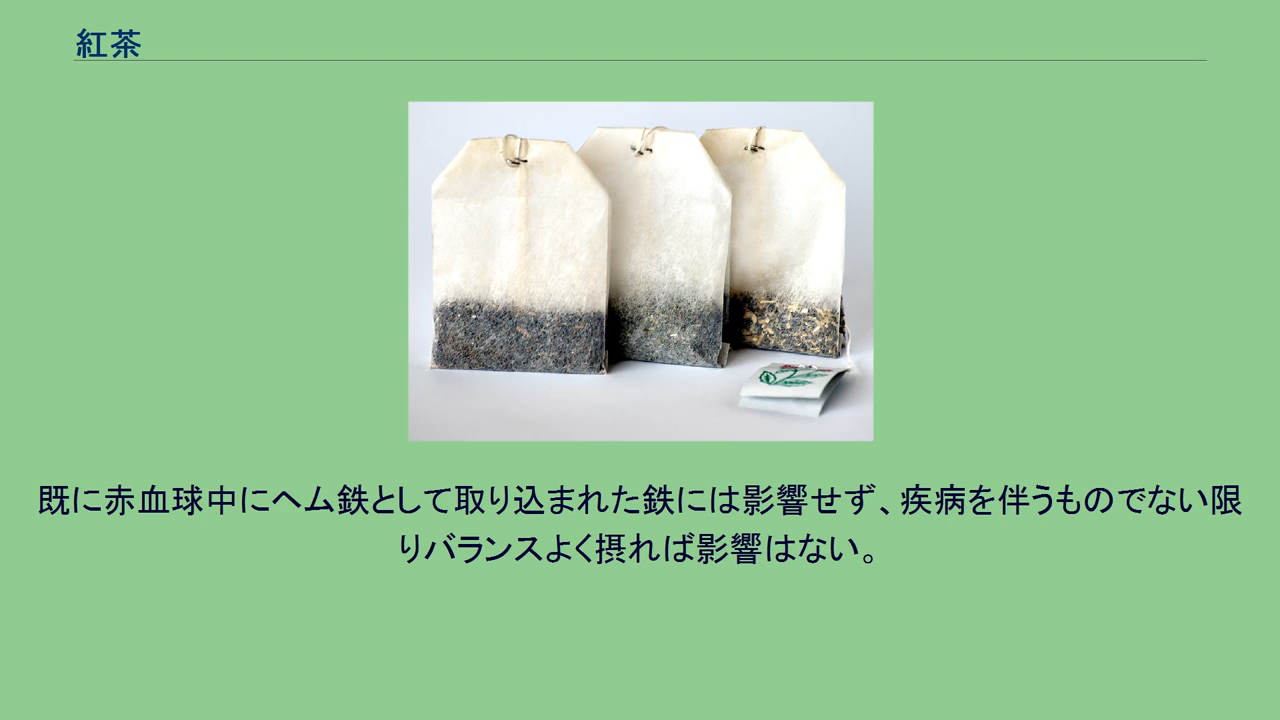 紅茶
既に赤血球中にヘム鉄として取り込まれた鉄には影響せず、疾病を伴うものでない限
りバランスよく摂れば影響はない。